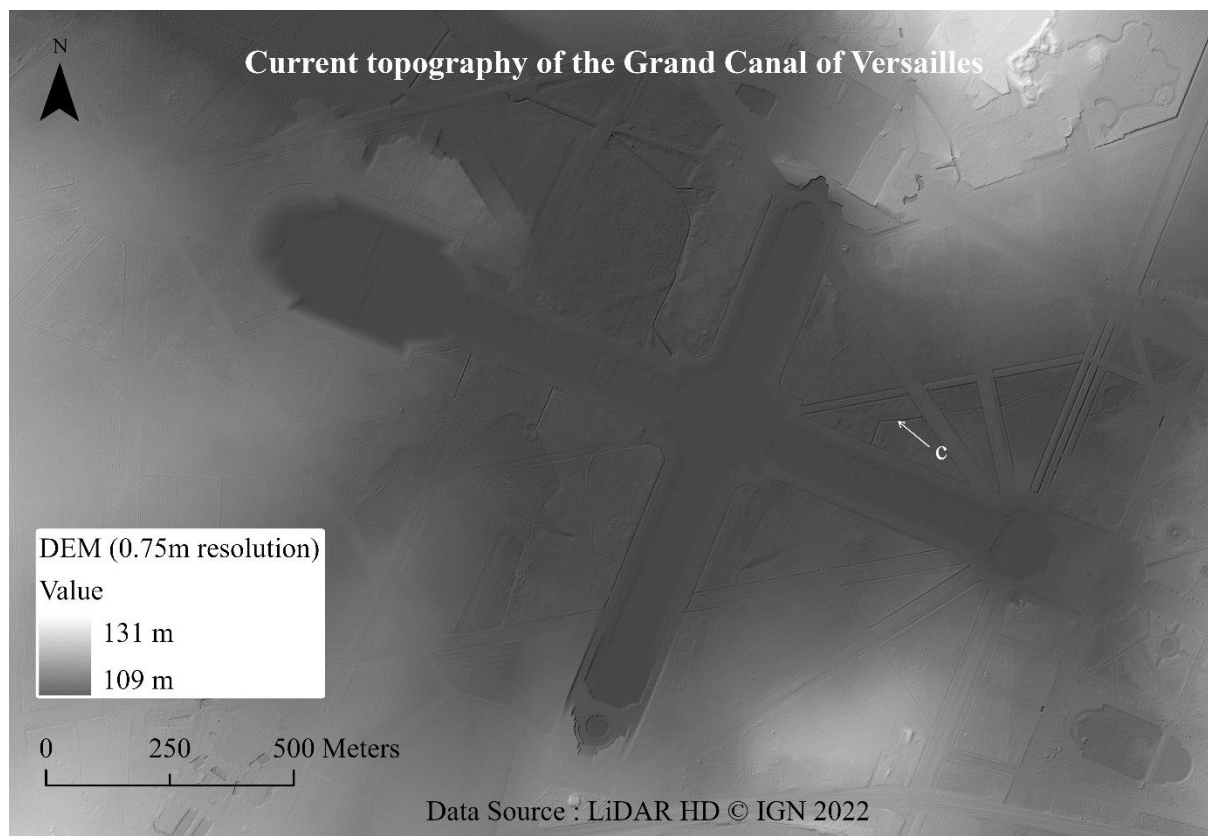 N
Current topography of the Grand Canal of Versailles
c
DEM (0.75m resolution)
Value
131 m
109 m
0 250 500 Meters
Data Source : LiDAR HD © IGN 2022